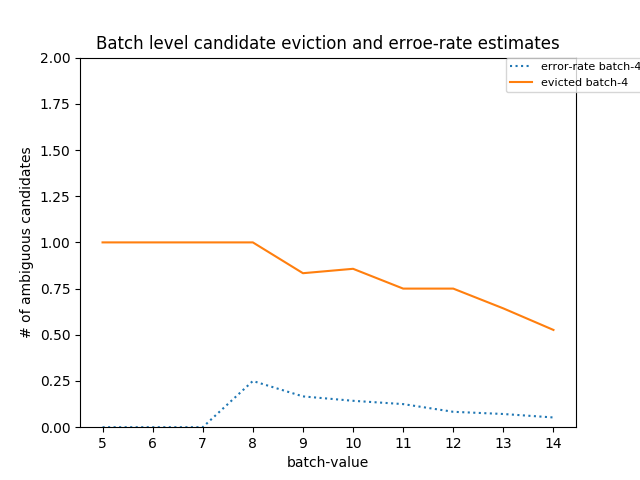 Batch level candidate eviction and erroe-rate estimates
error-rate batch-4
evicted batch-4
# of ambiguous candidates
2.00
1.75
1.50
1.25
1.00
0.75
0.50
0.25
0.00
5 6 7 8 9 10 11 12 13 14
batch-value